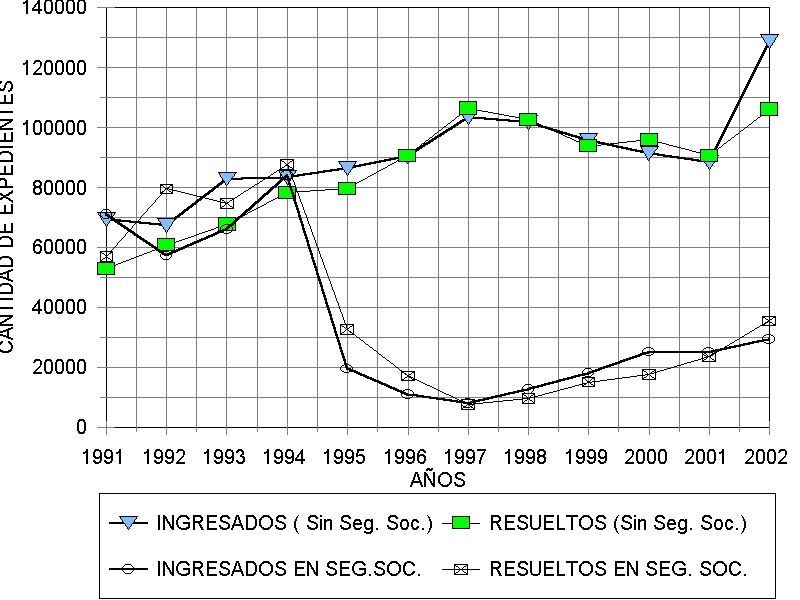 140000
120000
100000
80000
60000
40000
20000
0
CANTIDAD DE EXPEDIENTES
1991 1992 1993 1994 1995 1996 1997 1998 1999 2000 2001 2002
AÑOS
INGRESADOS ( Sin Seg. Soc.) RESUELTOS (Sin Seg. Soc.)
INGRESADOS EN SEG.SOC. RESUELTOS EN SEG. SOC.